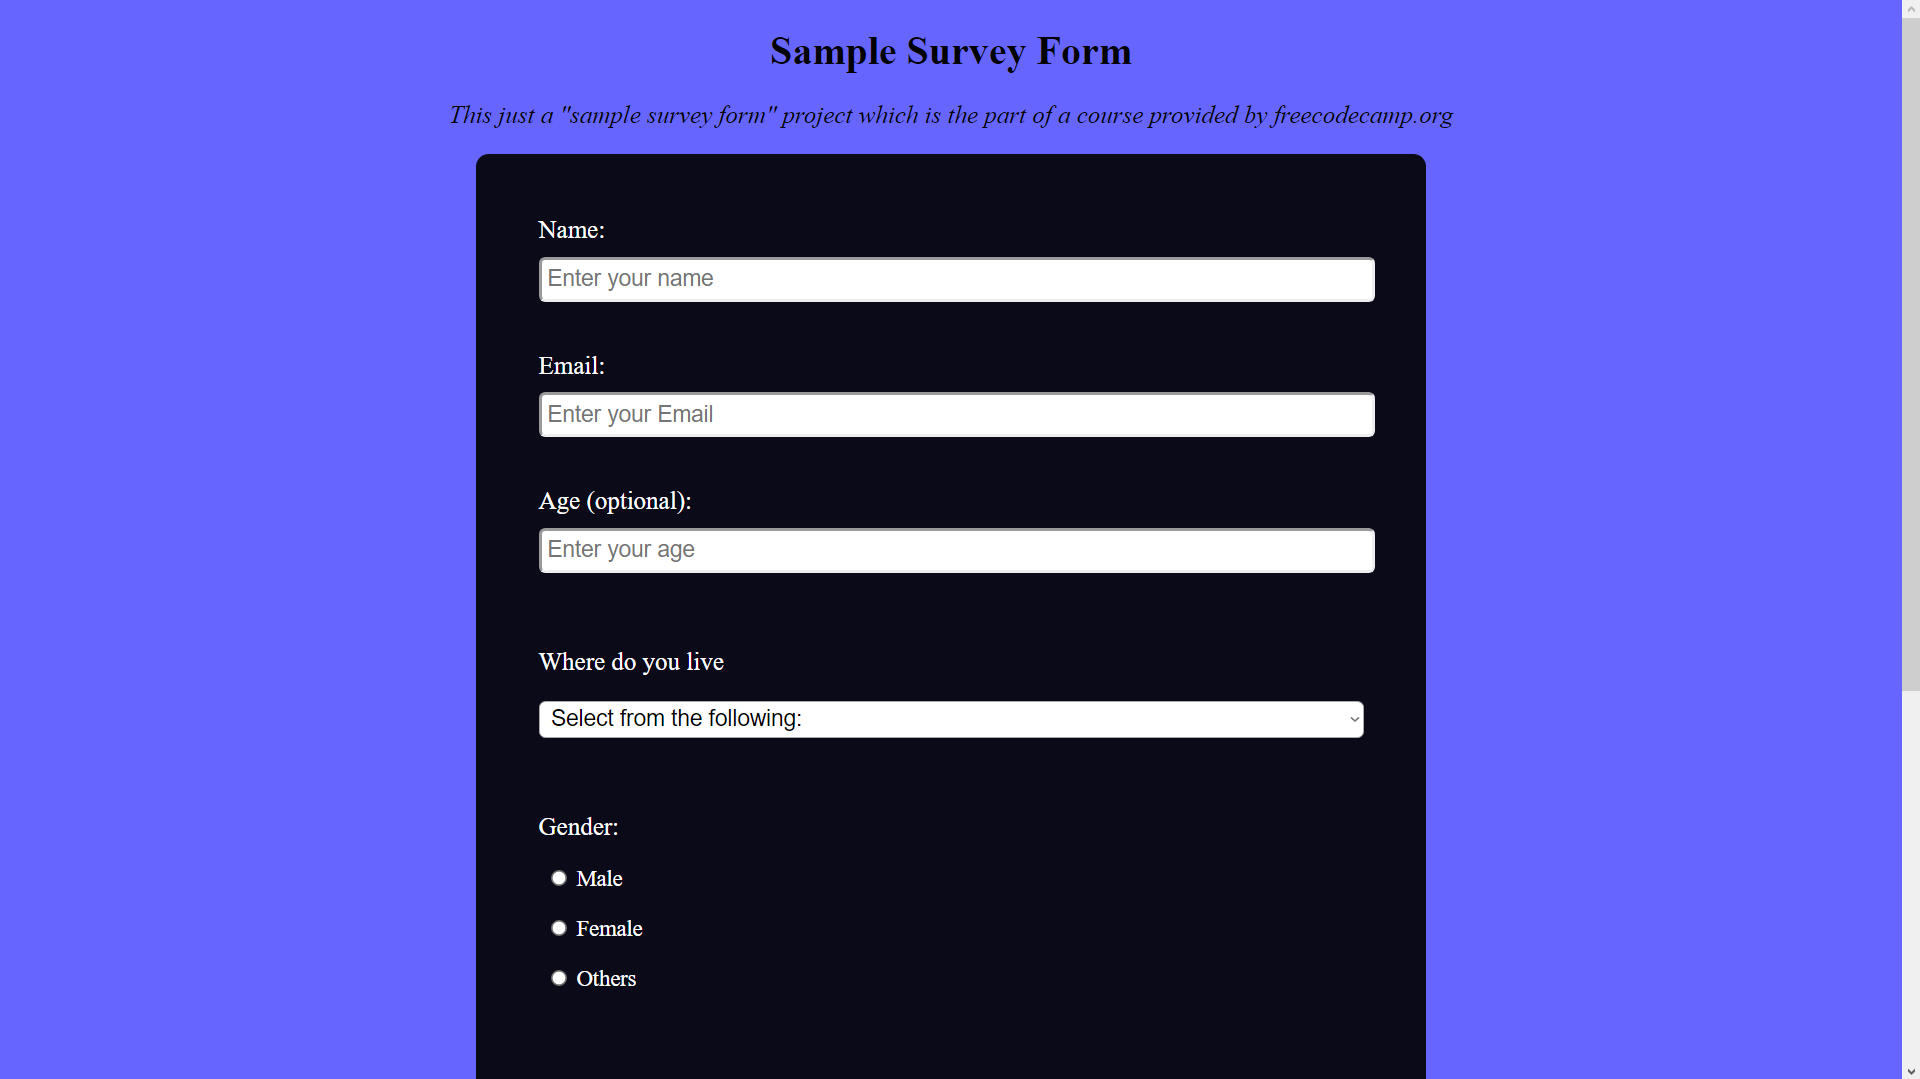 Sample Survey Form
This just a "sample survey form" project which is the part of a course provided by freecodecamp.org
Name:
Enter your name
Email:
Enter your Email
Age (optional):
Enter your age
Where do you live
Select from the following:
Gender:
Male
Female
Others